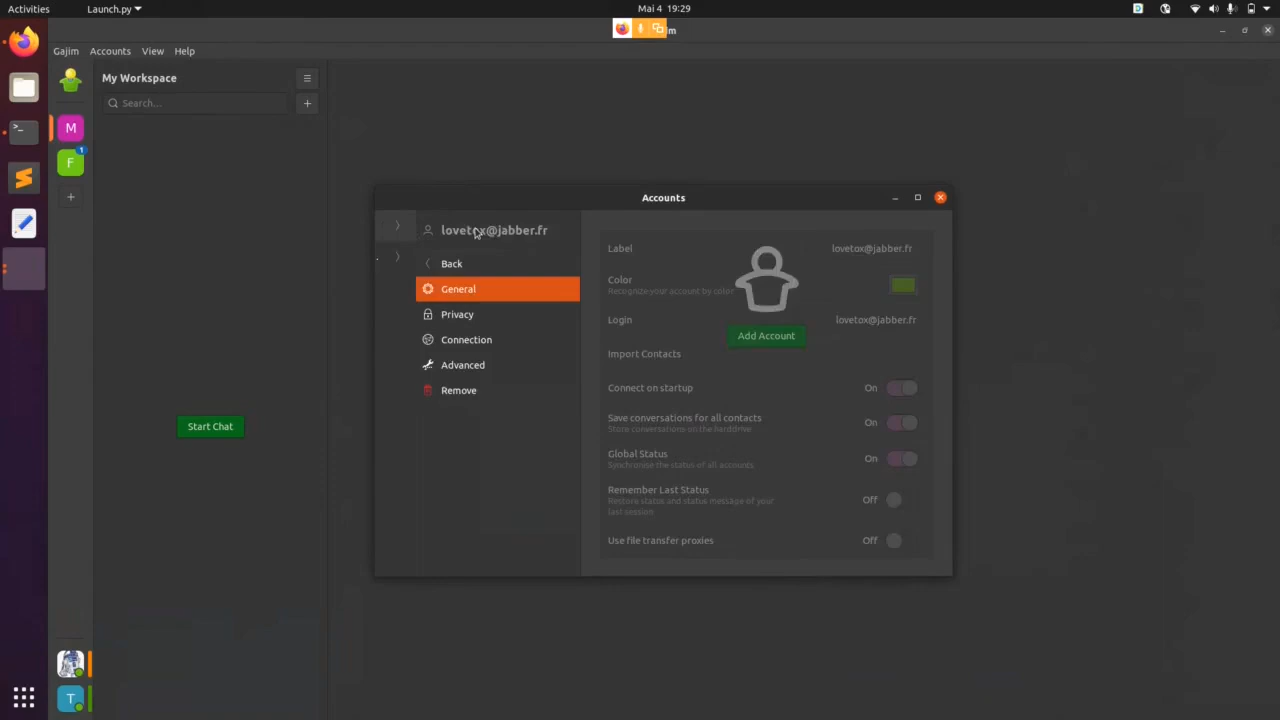 Activities
Launch.py
Mai 4 19:29
Gajim
Accounts
View
Help
My Workspace
Search...
M
F
1
Start Chat
T
Accounts
lovetox@jabber.fr
Back
General
Privacy
Connection
Advanced
Remove
Label
lovetox@jabber.fr
Color
Recognize your account by color
Login
lovetox@jabber.fr
Add Account
Import Contacts
Connect on startup
On
Save conversations for all contacts
Store conversations on the harddrive
On
Global Status
Synchronise the status of all accounts
On
Remember Last Status
Restore status and status message of your
last session
Off
Use file transfer proxies
Off